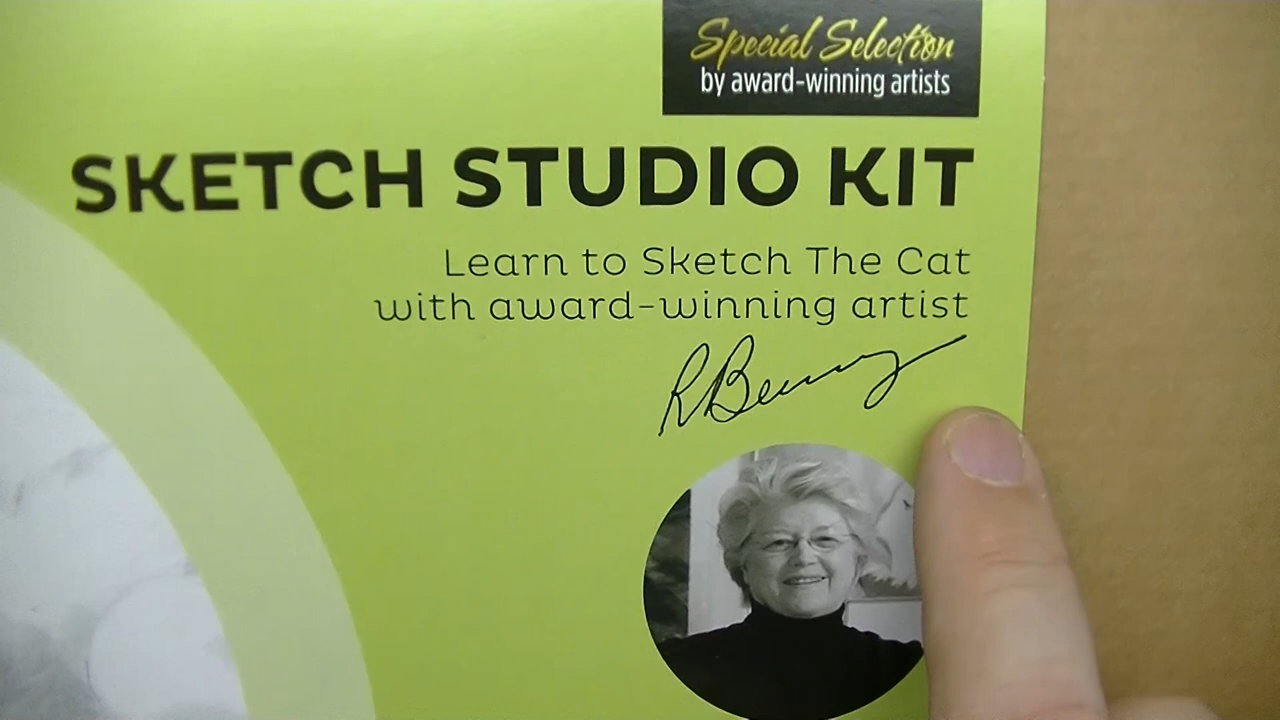 Special Selection
by award-winning artists
SKETCH STUDIO KIT
Learn to Sketch The Cat
with award-winning artist